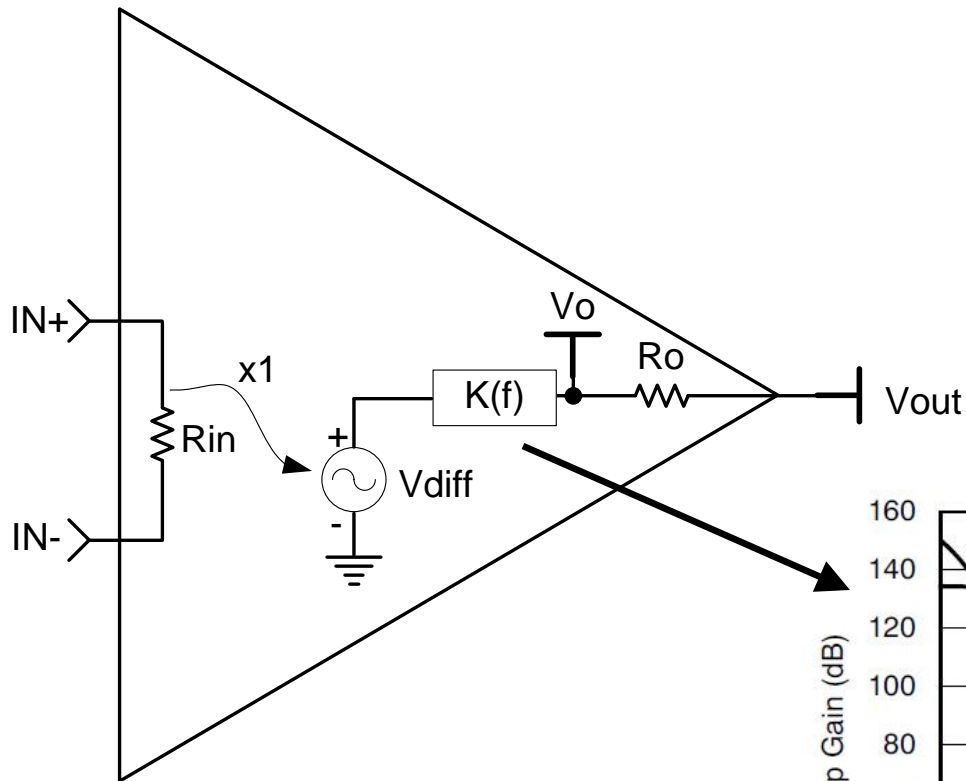 Vo
Ro
IN+
x1
K(f)
Vout
Rin
+
Vdiff
-
IN-
160
140
120
100
80
p Gain (dB)